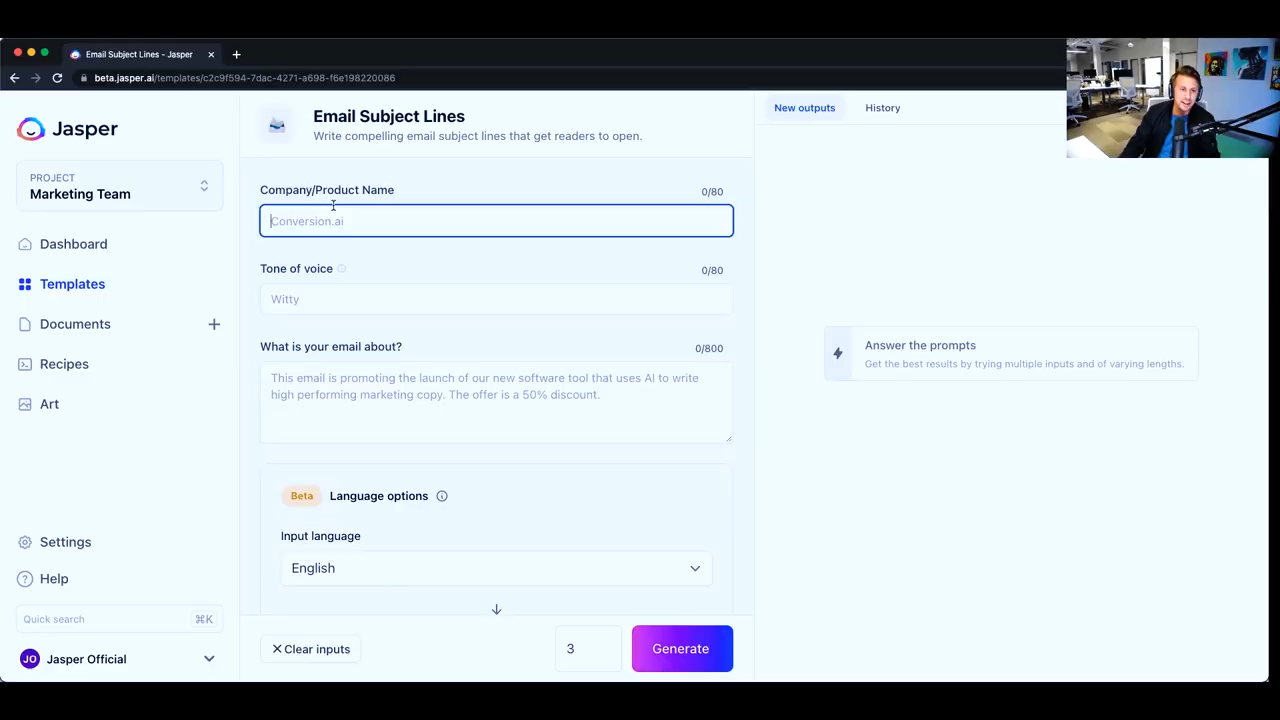 Email Subject Lines - Jasper
beta.jasper.ai/templates/c2c9f594-7dac-4271-a698-f6e198220086
Jasper
PROJECT
Marketing Team
Dashboard
Templates
Documents
Recipes
Art
Settings
Help
Quick search ⌘K
JO Jasper Official
Email Subject Lines
Write compelling email subject lines that get readers to open.
Company/Product Name 0/80
Conversion.ai
Tone of voice 0/80
Witty
What is your email about? 0/800
This email is promoting the launch of our new software tool that uses AI to write
high performing marketing copy. The offer is a 50% discount.
Beta Language options
Input language
English
Clear inputs 3 Generate
New outputs History
Answer the prompts
Get the best results by trying multiple inputs and of varying lengths.